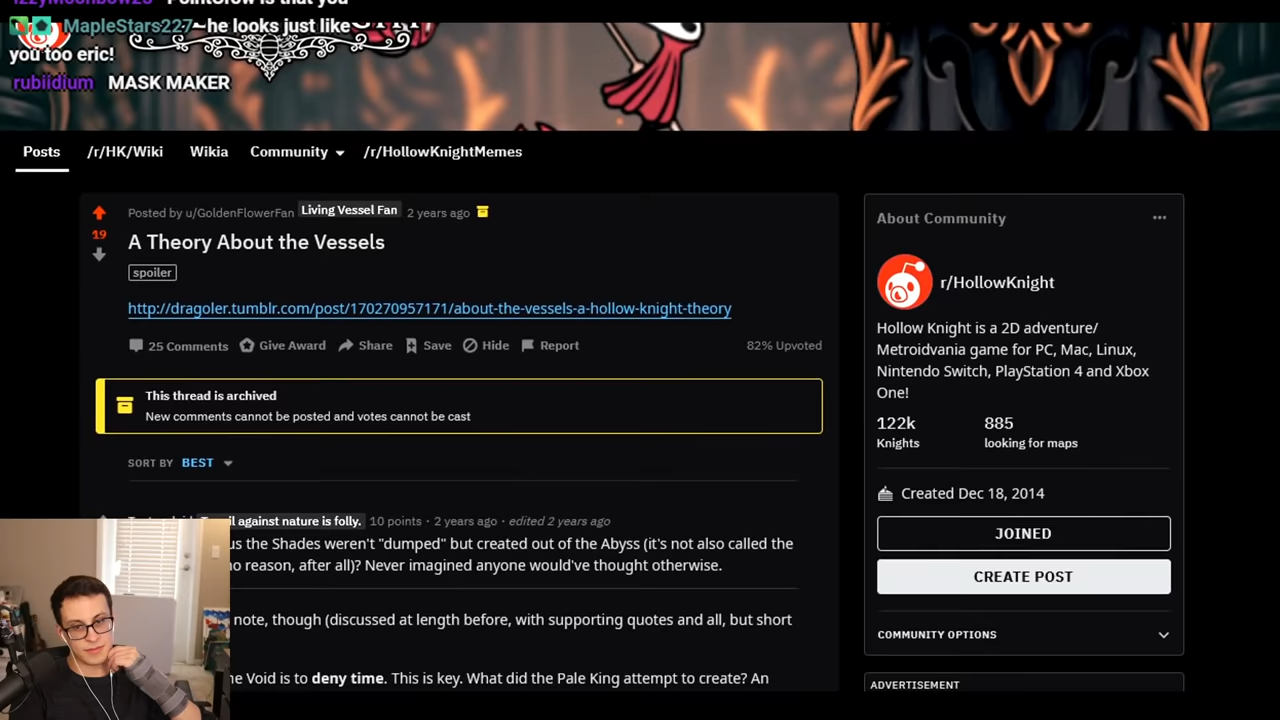 PointCrow is that you
MapleStars227 he looks just like
you too eric!
rubiidium MASK MAKER
Posts /r/HK/Wiki Wikia Community /r/HollowKnightMemes
Posted by u/GoldenFlowerFan Living Vessel Fan 2 years ago
19
A Theory About the Vessels
spoiler
http://dragoler.tumblr.com/post/170270957171/about-the-vessels-a-hollow-knight-theory
25 Comments Give Award Share Save Hide Report 82% Upvoted
This thread is archived
New comments cannot be posted and votes cannot be cast
SORT BY BEST
against nature is folly. 10 points · 2 years ago · edited 2 years ago
us the Shades weren't "dumped" but created out of the Abyss (it's not also called the
no reason, after all)? Never imagined anyone would've thought otherwise.
note, though (discussed at length before, with supporting quotes and all, but short
Void is to deny time. This is key. What did the Pale King attempt to create? An
About Community
r/HollowKnight
Hollow Knight is a 2D adventure/
Metroidvania game for PC, Mac, Linux,
Nintendo Switch, PlayStation 4 and Xbox
One!
122k 885
Knights looking for maps
Created Dec 18, 2014
JOINED
CREATE POST
COMMUNITY OPTIONS
ADVERTISEMENT